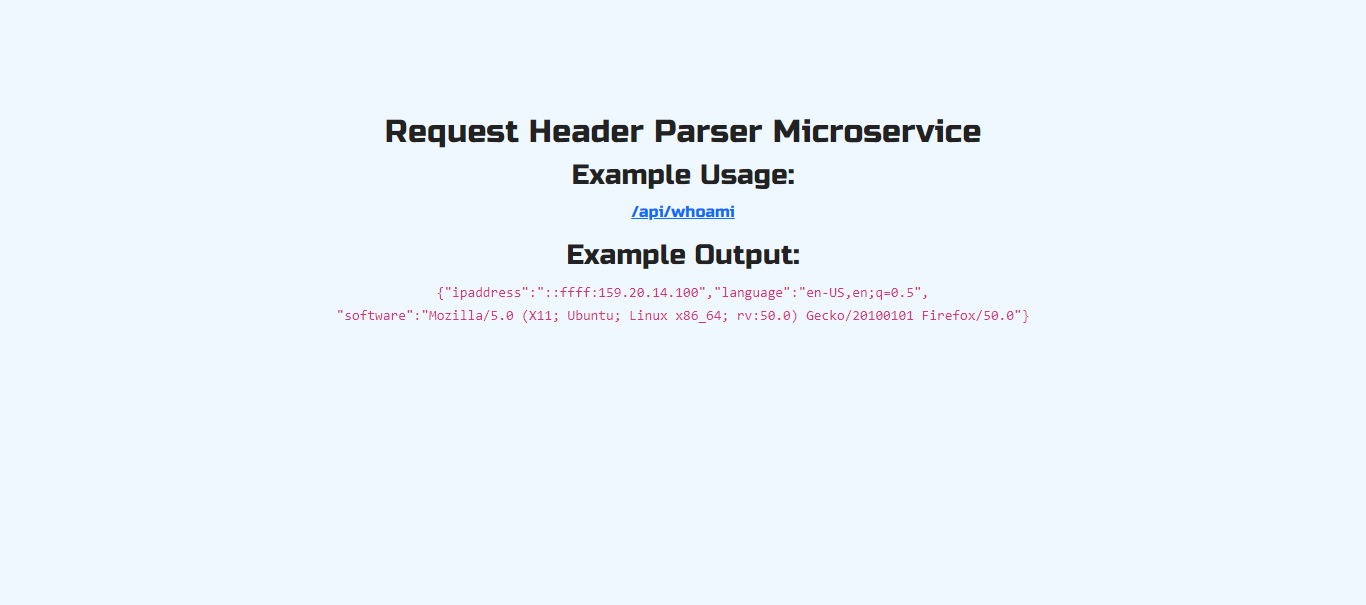 Request Header Parser Microservice
Example Usage:
/api/whoami
Example Output:
{"ipaddress":"::ffff:159.20.14.100","language":"en-US,en;q=0.5",
"software":"Mozilla/5.0 (X11; Ubuntu; Linux x86_64; rv:50.0) Gecko/20100101 Firefox/50.0"}